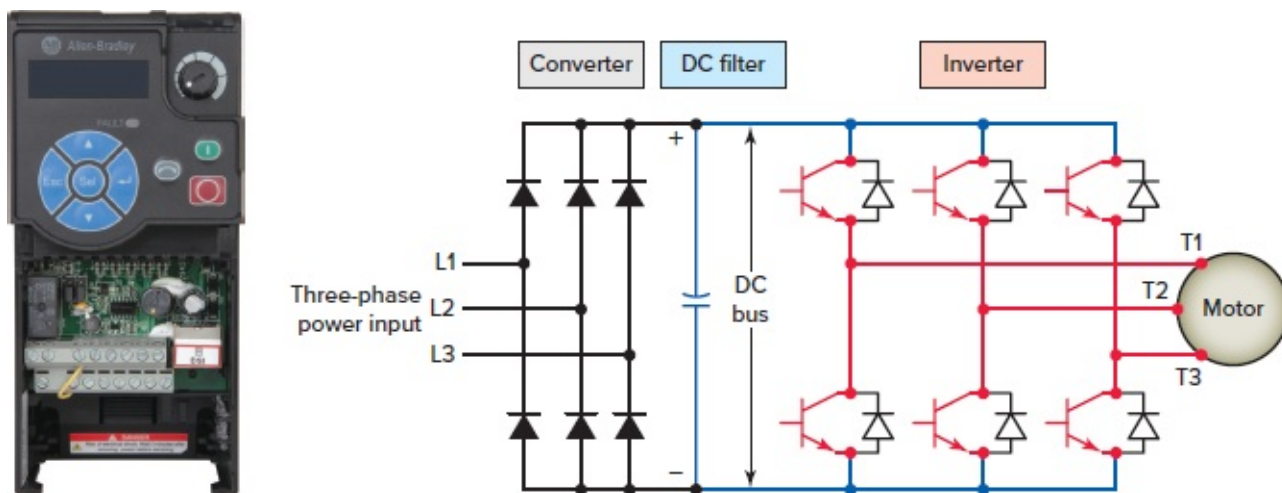 Allen-Bradley
FAULT
Esc
Sel
DANGER
Converter
DC filter
Inverter
+
L1
Three-phase
power input
L2
L3
DC
bus
−
T1
T2
Motor
T3